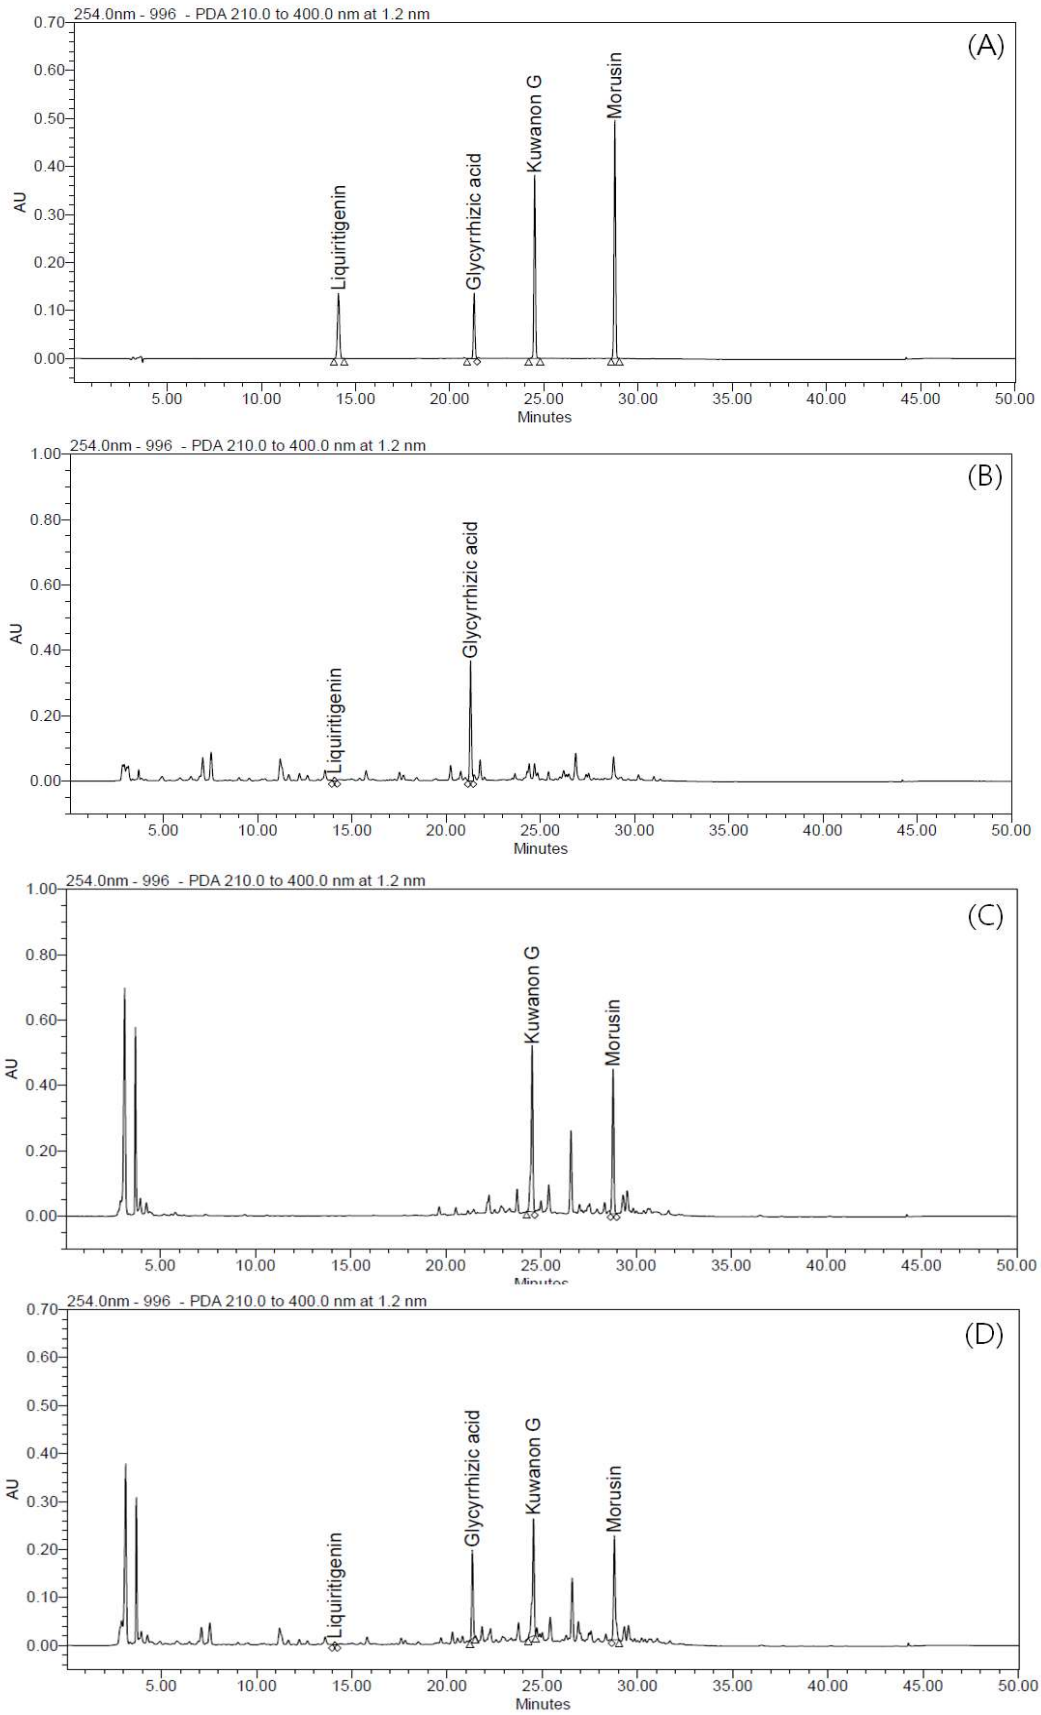 254.0nm - 996 - PDA 210.0 to 400.0 nm at 1.2 nm
(A)
0.70
0.60
0.50
0.40
0.30
0.20
0.10
0.00
AU
Liquiritigenin
Glycyrrhizic acid
Kuwanon G
Morusin
5.00 10.00 15.00 20.00 25.00 30.00 35.00 40.00 45.00 50.00
Minutes
254.0nm - 996 - PDA 210.0 to 400.0 nm at 1.2 nm
(B)
1.00
0.80
0.60
0.40
0.20
0.00
AU
Liquiritigenin
Glycyrrhizic acid
5.00 10.00 15.00 20.00 25.00 30.00 35.00 40.00 45.00 50.00
Minutes
254.0nm - 996 - PDA 210.0 to 400.0 nm at 1.2 nm
(C)
1.00
0.80
0.60
0.40
0.20
0.00
AU
Kuwanon G
Morusin
5.00 10.00 15.00 20.00 25.00 30.00 35.00 40.00 45.00 50.00
Minutes
254.0nm - 996 - PDA 210.0 to 400.0 nm at 1.2 nm
(D)
0.70
0.60
0.50
0.40
0.30
0.20
0.10
0.00
AU
Liquiritigenin
Glycyrrhizic acid
Kuwanon G
Morusin
5.00 10.00 15.00 20.00 25.00 30.00 35.00 40.00 45.00 50.00
Minutes